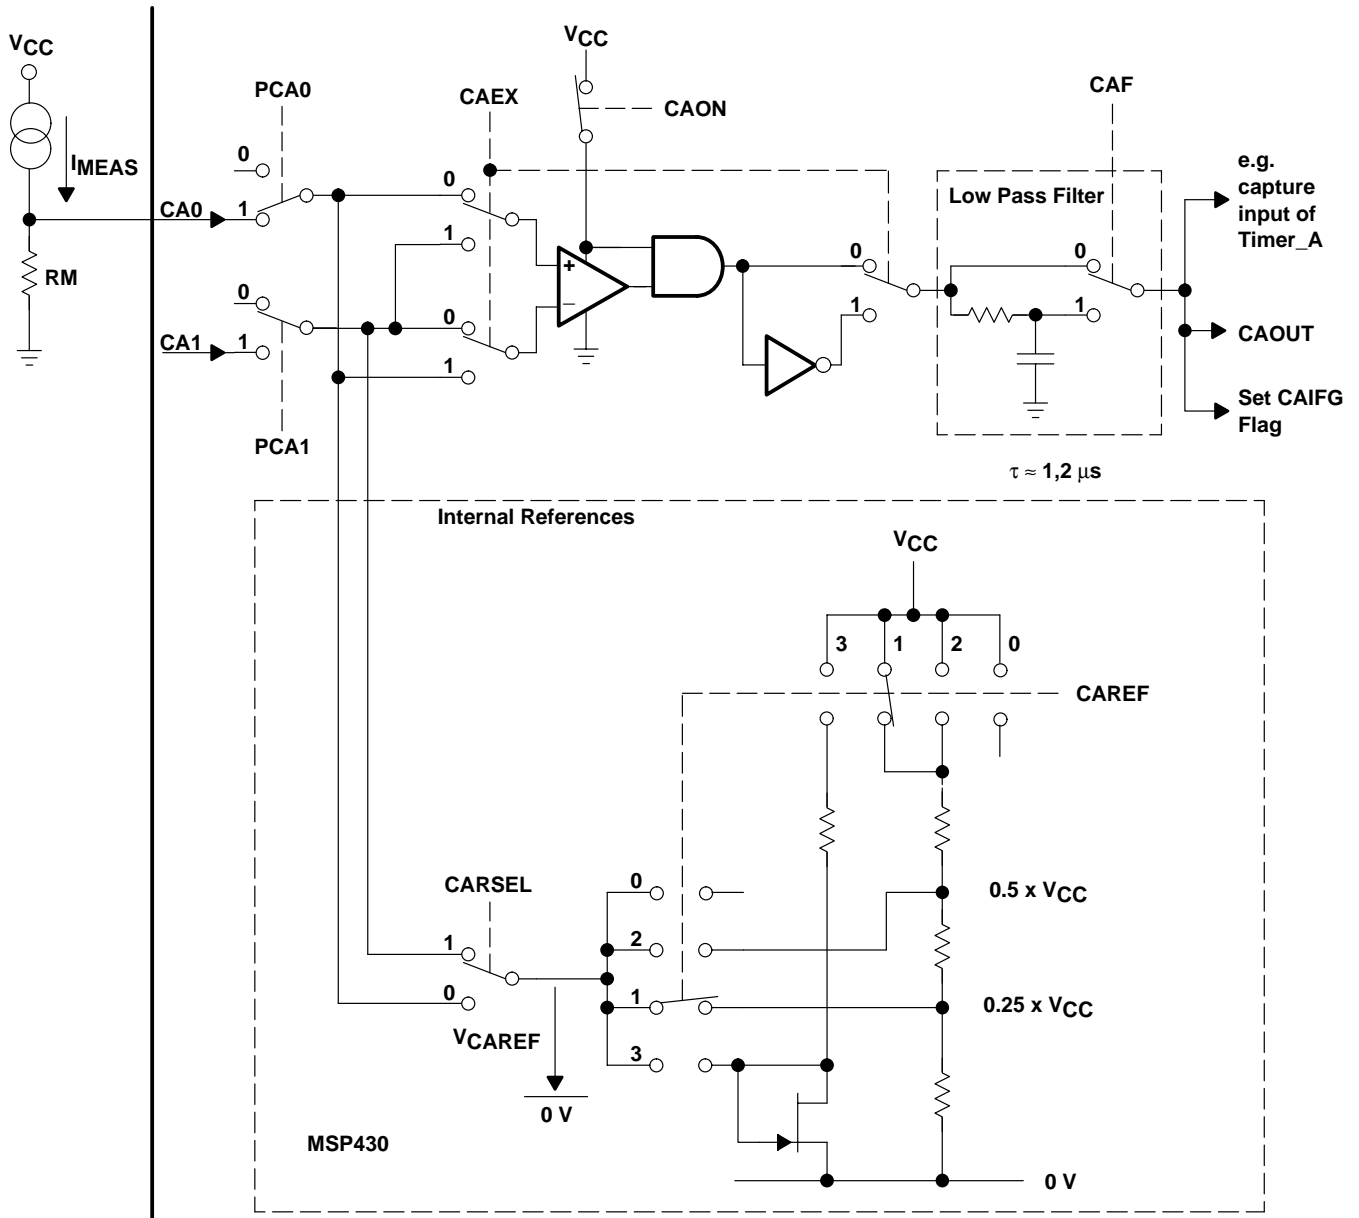 VCC
IMEAS
RM
CA0
CA1
PCA0
0
1
0
1
PCA1
CAEX
0
1
0
1
VCC
CAON
+
−
0
1
CAF
Low Pass Filter
0
1
τ ≈ 1,2 μs
e.g.
capture
input of
Timer_A
CAOUT
Set CAIFG
Flag
Internal References
VCC
3
1
2
0
CAREF
CARSEL
1
0
VCAREF
0 V
0
2
1
3
0.5 x VCC
0.25 x VCC
0 V
MSP430